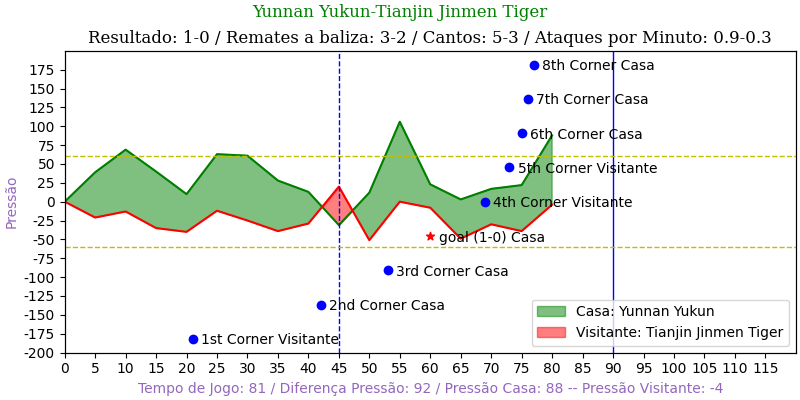 Yunnan Yukun-Tianjin Jinmen Tiger
Resultado: 1-0 / Remates a baliza: 3-2 / Cantos: 5-3 / Ataques por Minuto: 0.9-0.3
Pressão
175
150
125
100
75
50
25
0
-25
-50
-75
-100
-125
-150
-175
-200
8th Corner Casa
7th Corner Casa
6th Corner Casa
5th Corner Visitante
4th Corner Visitante
goal (1-0) Casa
3rd Corner Casa
2nd Corner Casa
1st Corner Visitante
Casa: Yunnan Yukun
Visitante: Tianjin Jinmen Tiger
0 5 10 15 20 25 30 35 40 45 50 55 60 65 70 75 80 85 90 95 100 105 110 115
Tempo de Jogo: 81 / Diferença Pressão: 92 / Pressão Casa: 88 -- Pressão Visitante: -4